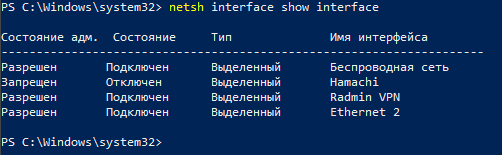 PS C:\Windows\system32> netsh interface show interface
Состояние адм. Состояние Тип Имя интерфейса
---------------------------------------------------------------------
Разрешен Подключен Выделенный Беспроводная сеть
Запрещен Отключен Выделенный Hamachi
Разрешен Подключен Выделенный Radmin VPN
Разрешен Подключен Выделенный Ethernet 2
PS C:\Windows\system32>